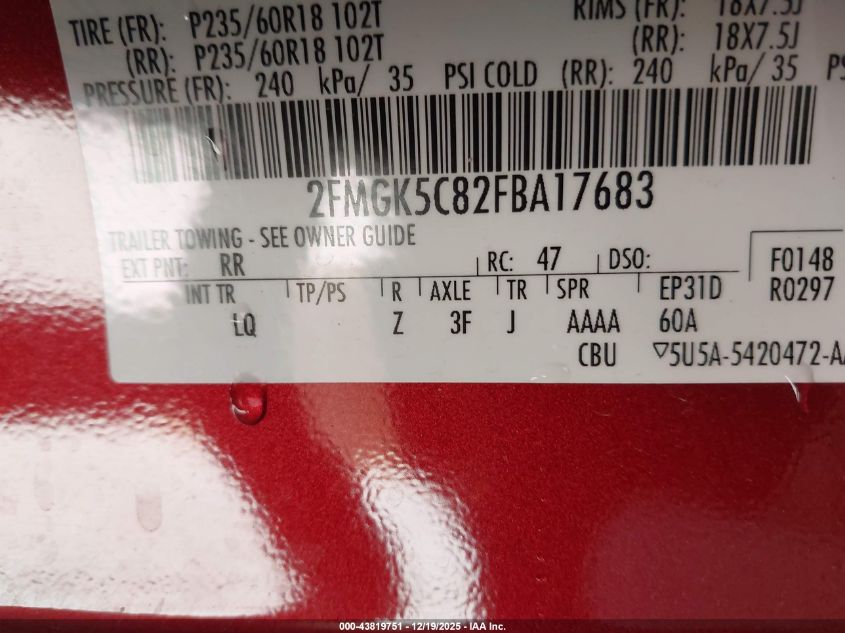 TIRE (FR): P235/60R18 102T RIMS (FR): 18X7.5J
(RR): P235/60R18 102T (RR): 18X7.5J
PRESSURE (FR): 240 kPa/ 35 PSI COLD (RR): 240 kPa/ 35
2FMGK5C82FBA17683
TRAILER TOWING - SEE OWNER GUIDE
EXT PNT: RR RC: 47 DSO: F0148
INT TR TP/PS R AXLE TR SPR EP31D R0297
LQ Z 3F J AAAA 60A
CBU ▽5U5A-5420472-A
000-43819751 - 12/19/2025 - IAA Inc.